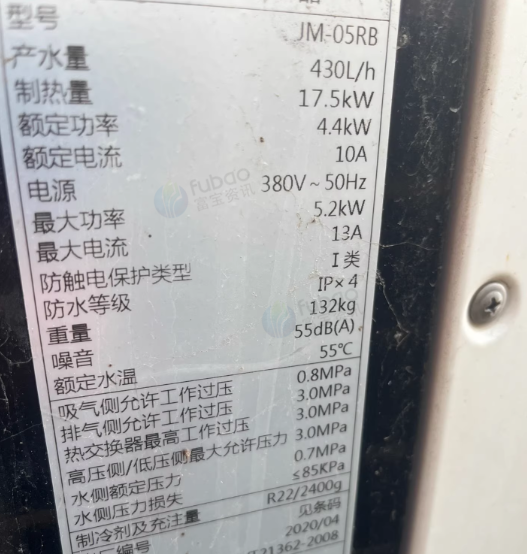 型号 JM-05RB
产水量 430L/h
制热量 17.5kW
额定功率 4.4kW
额定电流 10A
电源 380V~50Hz
最大功率 5.2kW
最大电流 13A
防触电保护类型 I 类
防水等级 IP×4
重量 132kg
噪音 55dB(A)
额定水温 55℃
吸气侧允许工作过压 0.8MPa
排气侧允许工作过压 3.0MPa
热交换器最高工作过压 3.0MPa
高压侧/低压侧最大允许压力 3.0MPa
水侧额定压力 0.7MPa
水侧压力损失 ≤85KPa
制冷剂及充注量 R22/2400g
编号 见条码
2020/04
21362-2008
fubao
富宝资讯
fubao